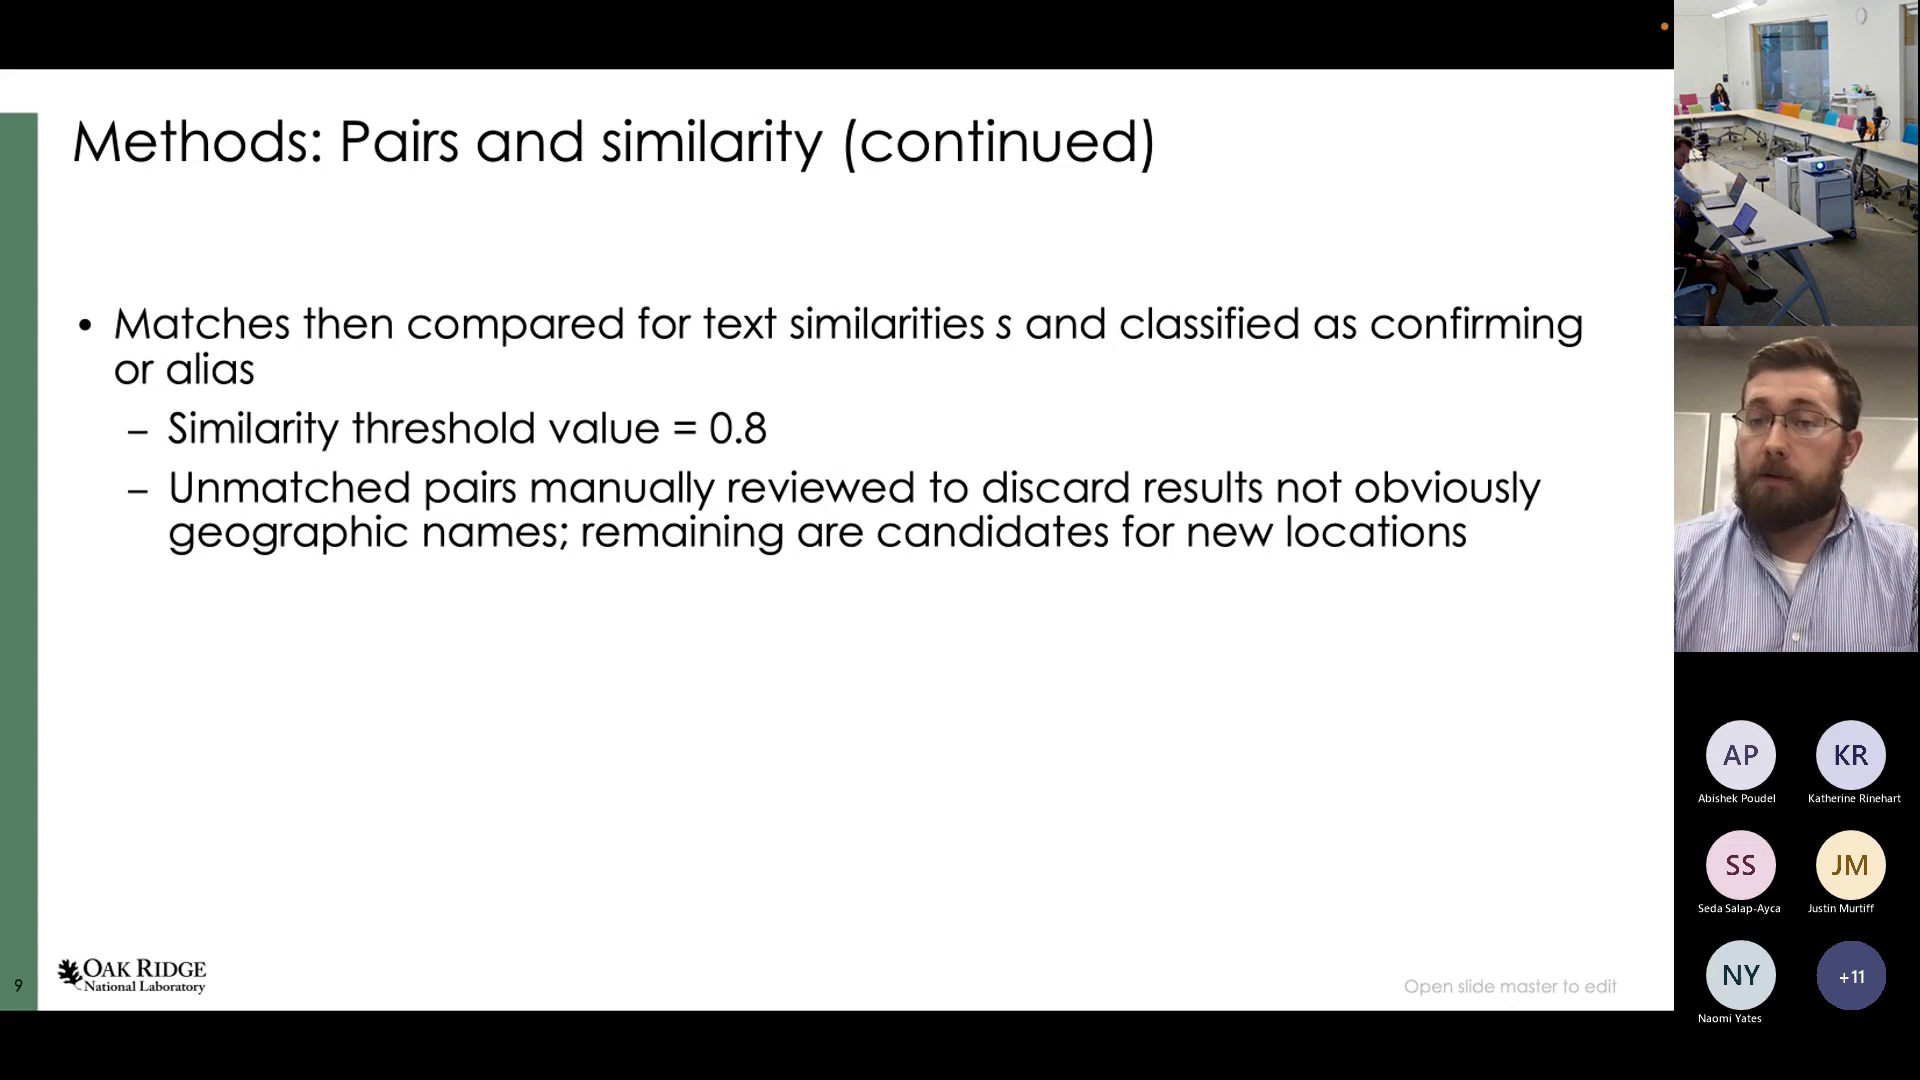 Methods: Pairs and similarity (continued)
• Matches then compared for text similarities s and classified as confirming
or alias
– Similarity threshold value = 0.8
– Unmatched pairs manually reviewed to discard results not obviously
geographic names; remaining are candidates for new locations
9
OAK RIDGE
National Laboratory
Open slide master to edit
AP
Abishek Poudel
KR
Katherine Rinehart
SS
Seda Salap-Ayca
JM
Justin Murtiff
NY
Naomi Yates
+11